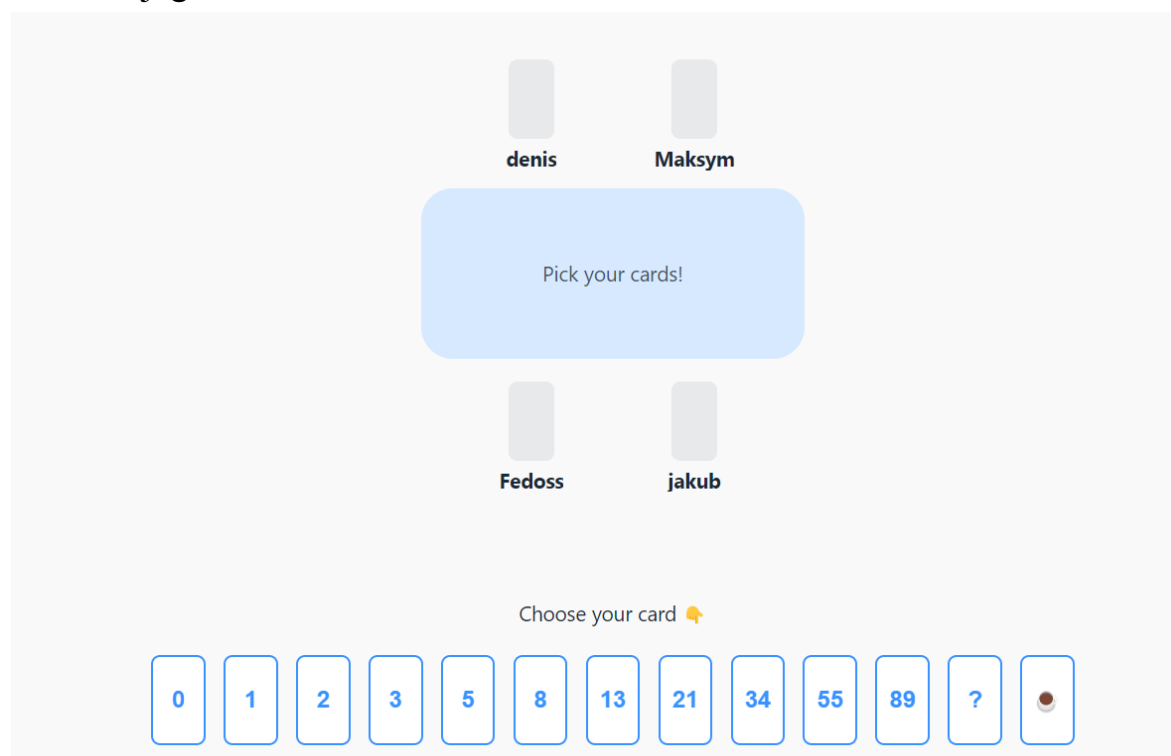 denis Maksym
Pick your cards!
Fedoss jakub
Choose your card 👇
0 1 2 3 5 8 13 21 34 55 89 ? ☕